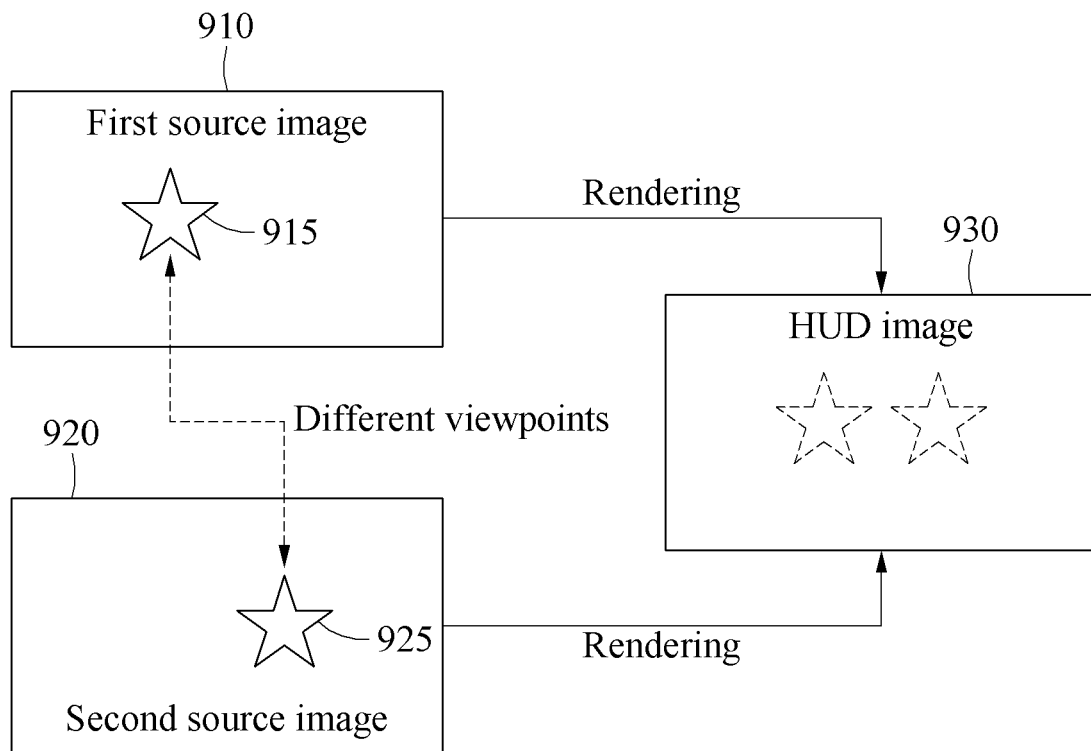 910
First source image
915
Rendering
930
HUD image
Different viewpoints
920
925
Rendering
Second source image